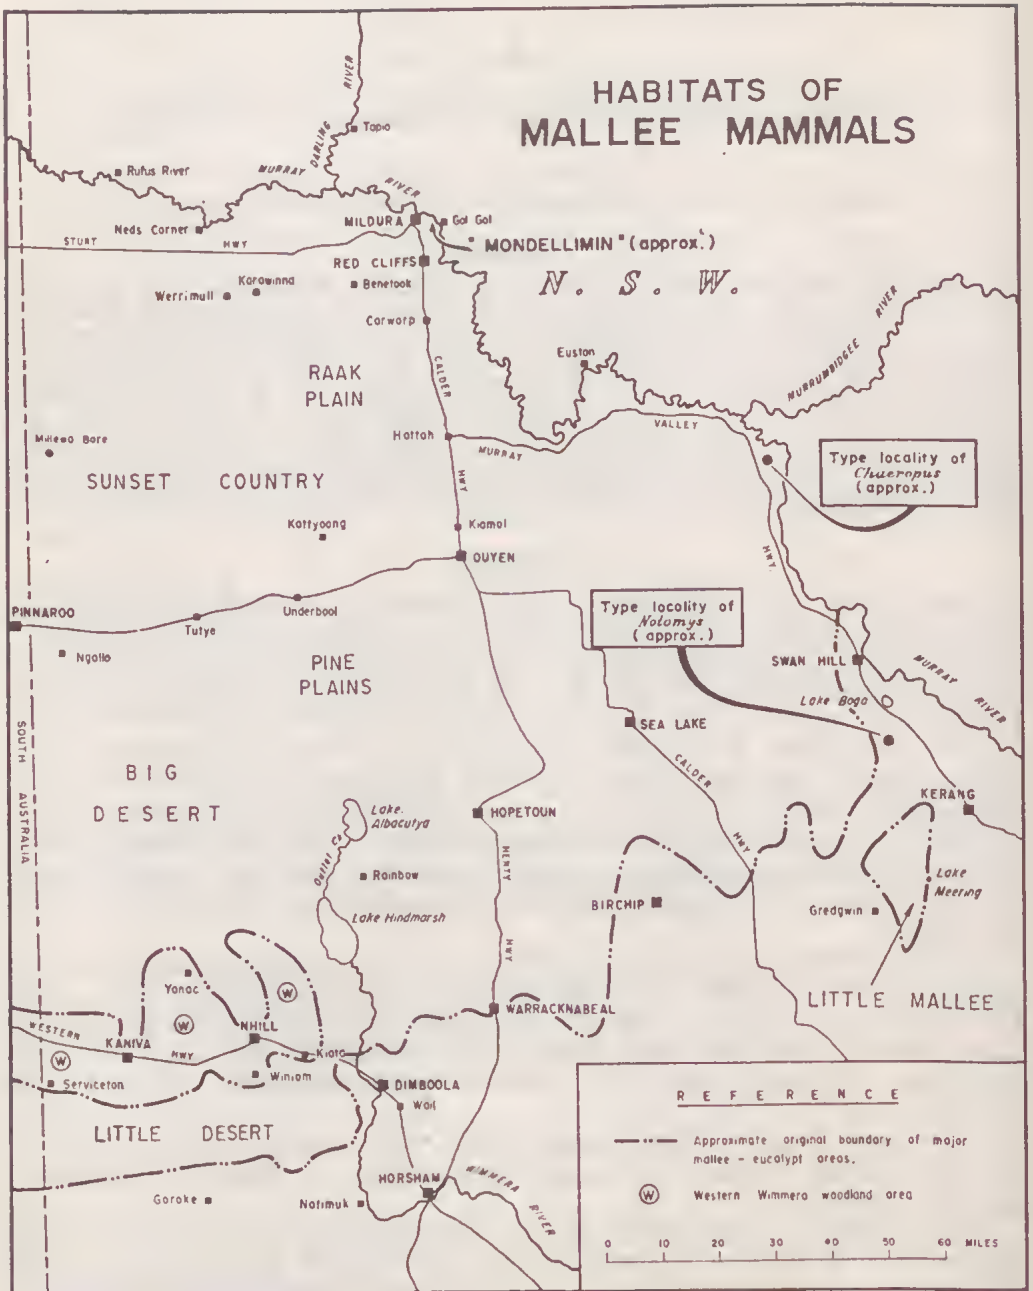 HABITATS OF
MALLEE MAMMALS
DARLING RIVER
Tapio
Rufus River
MURRAY RIVER
Neds Corner
MILDURA
Gol Gol
STURT HWY
"MONDELLIMIN" (approx.)
RED CLIFFS
N. S. W.
Karawinna
Werrimull
Benetook
Carwarp
MURRUMBIDGEE RIVER
Euston
RAAK
PLAIN
CALDER HWY
Hattah
MURRAY VALLEY HWY.
Millewa Bore
Type locality of
Chaeropus
(approx.)
SUNSET COUNTRY
Kattyoong
Kiamal
OUYEN
Type locality of
Notomys
(approx.)
PINNAROO
Underbool
Tutye
Ngallo
PINE
PLAINS
SWAN HILL
MURRAY RIVER
Lake Boga
SEA LAKE
SOUTH AUSTRALIA
BIG
DESERT
CALDER HWY
KERANG
Lake
Albacutya
HOPETOUN
Outlet Ck
Rainbow
HENTY HWY
Lake
Meering
BIRCHIP
Gredgwin
Lake Hindmarsh
Yanac
W
W
LITTLE MALLEE
WARRACKNABEAL
WESTERN HWY
KANIVA
NHILL
Kiata
W
Serviceton
Winiam
DIMBOOLA
Wail
LITTLE DESERT
HORSHAM
WIMMERA RIVER
Goroke
Natimuk
REFERENCE
Approximate original boundary of major
mallee - eucalypt areas.
W Western Wimmera woodland area
0 10 20 30 40 50 60 MILES